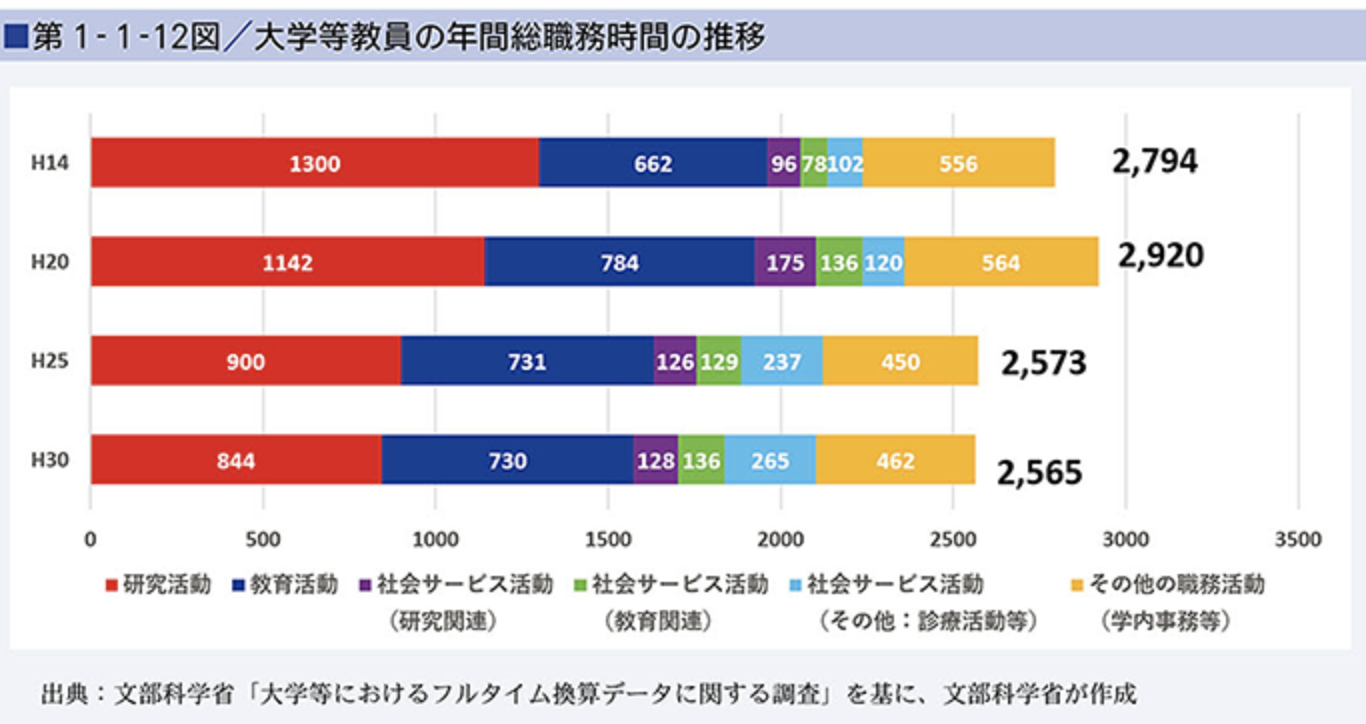 ■第1-1-12図／大学等教員の年間総職務時間の推移
H14 1300 662 96 78 102 556 2,794
H20 1142 784 175 136 120 564 2,920
H25 900 731 126 129 237 450 2,573
H30 844 730 128 136 265 462 2,565
0 500 1000 1500 2000 2500 3000 3500
■研究活動 ■教育活動 ■社会サービス活動 ■社会サービス活動 ■社会サービス活動 ■その他の職務活動
（研究関連） （教育関連） （その他：診療活動等） （学内事務等）
出典：文部科学省「大学等におけるフルタイム換算データに関する調査」を基に、文部科学省が作成